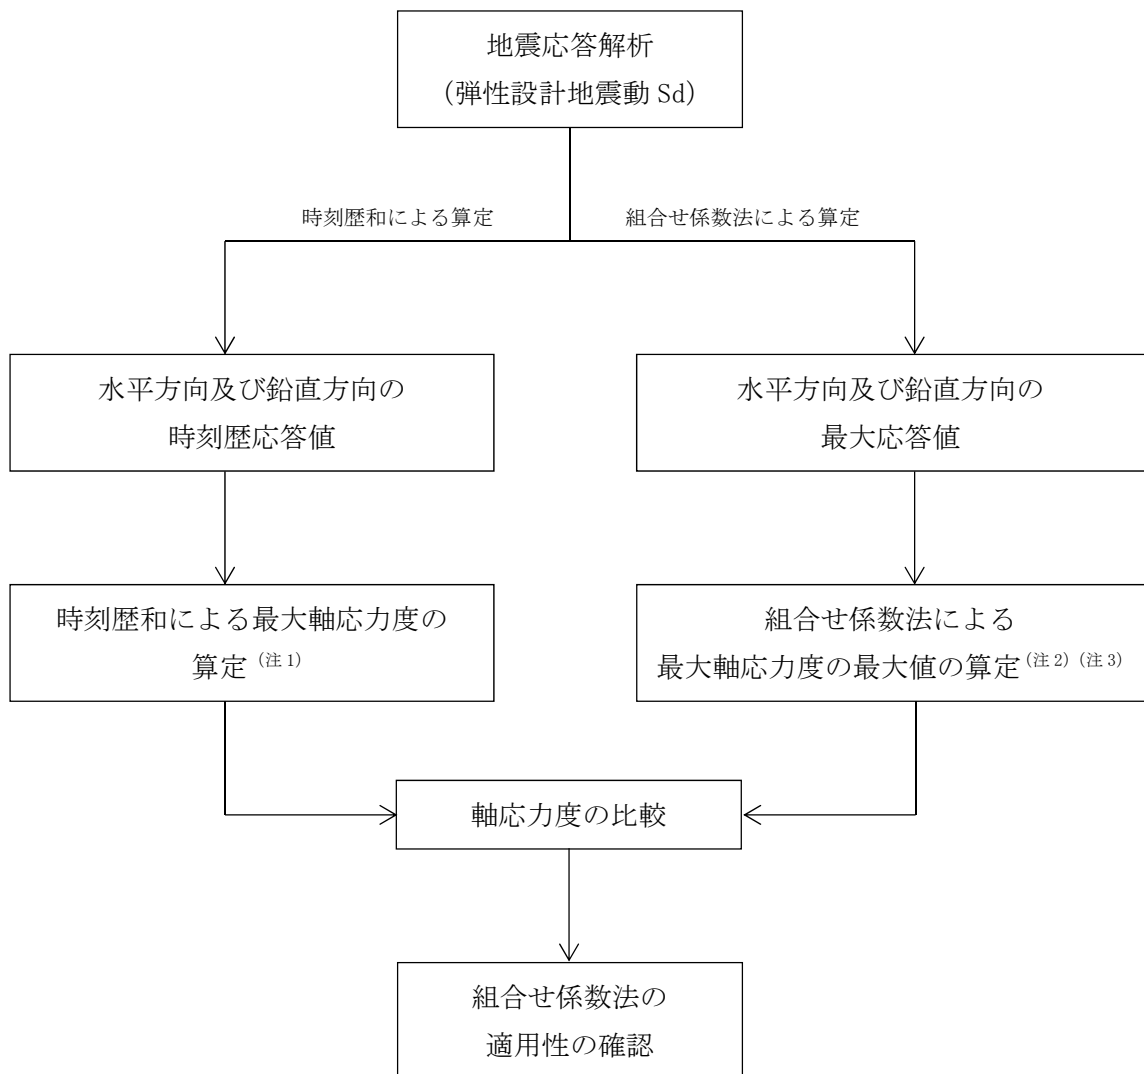 地震応答解析
（弾性設計地震動 Sd）
時刻歴和による算定
組合せ係数法による算定
水平方向及び鉛直方向の
時刻歴応答値
水平方向及び鉛直方向の
最大応答値
時刻歴和による最大軸応力度の
算定（注1）
組合せ係数法による
最大軸応力度の最大値の算定（注2）（注3）
軸応力度の比較
組合せ係数法の
適用性の確認